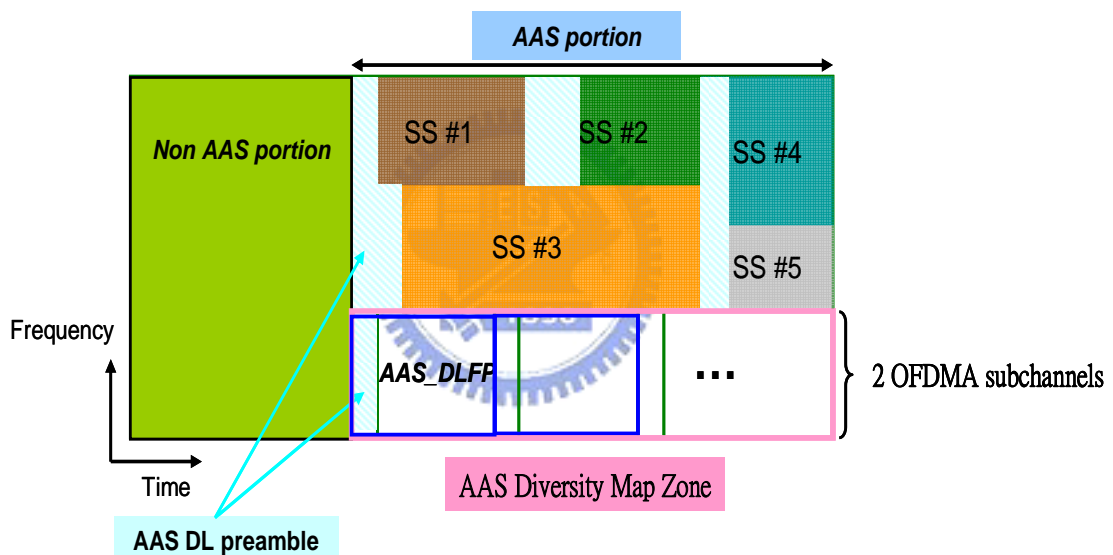 AAS portion
Non AAS portion
SS #1
SS #2
SS #4
SS #3
SS #5
Frequency
AAS_DLFP
...
2 OFDMA subchannels
Time
AAS Diversity Map Zone
AAS DL preamble